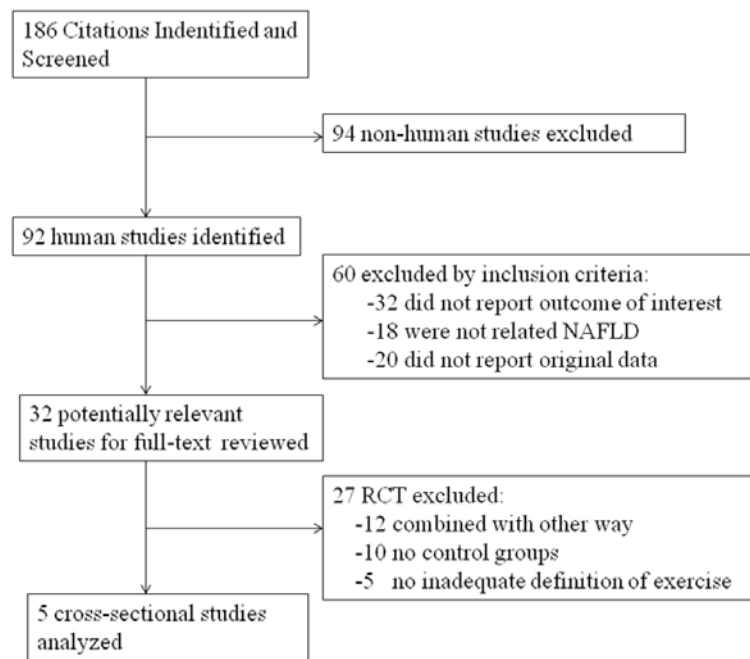 186 Citations Indentified and
Screened
94 non-human studies excluded
92 human studies identified
60 excluded by inclusion criteria:
-32 did not report outcome of interest
-18 were not related NAFLD
-20 did not report original data
32 potentially relevant
studies for full-text reviewed
27 RCT excluded:
-12 combined with other way
-10 no control groups
-5 no inadequate definition of exercise
5 cross-sectional studies
analyzed